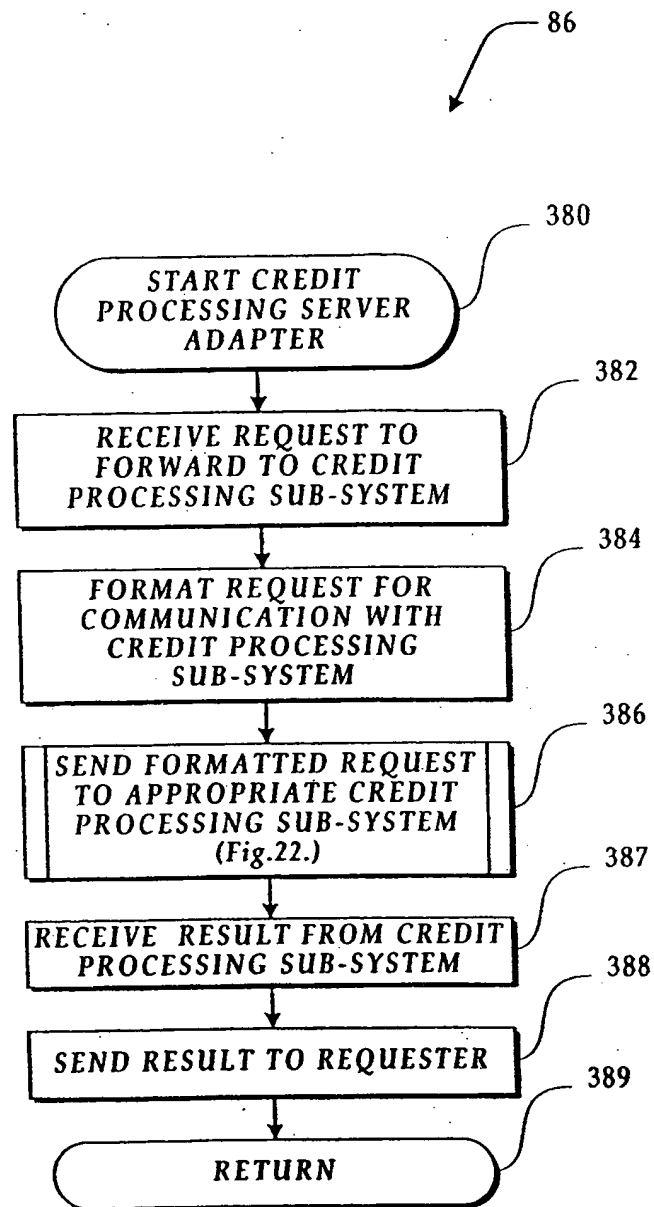 86
380
START CREDIT
PROCESSING SERVER
ADAPTER
382
RECEIVE REQUEST TO
FORWARD TO CREDIT
PROCESSING SUB-SYSTEM
384
FORMAT REQUEST FOR
COMMUNICATION WITH
CREDIT PROCESSING
SUB-SYSTEM
386
SEND FORMATTED REQUEST
TO APPROPRIATE CREDIT
PROCESSING SUB-SYSTEM
(Fig.22.)
387
RECEIVE RESULT FROM CREDIT
PROCESSING SUB-SYSTEM
388
SEND RESULT TO REQUESTER
389
RETURN